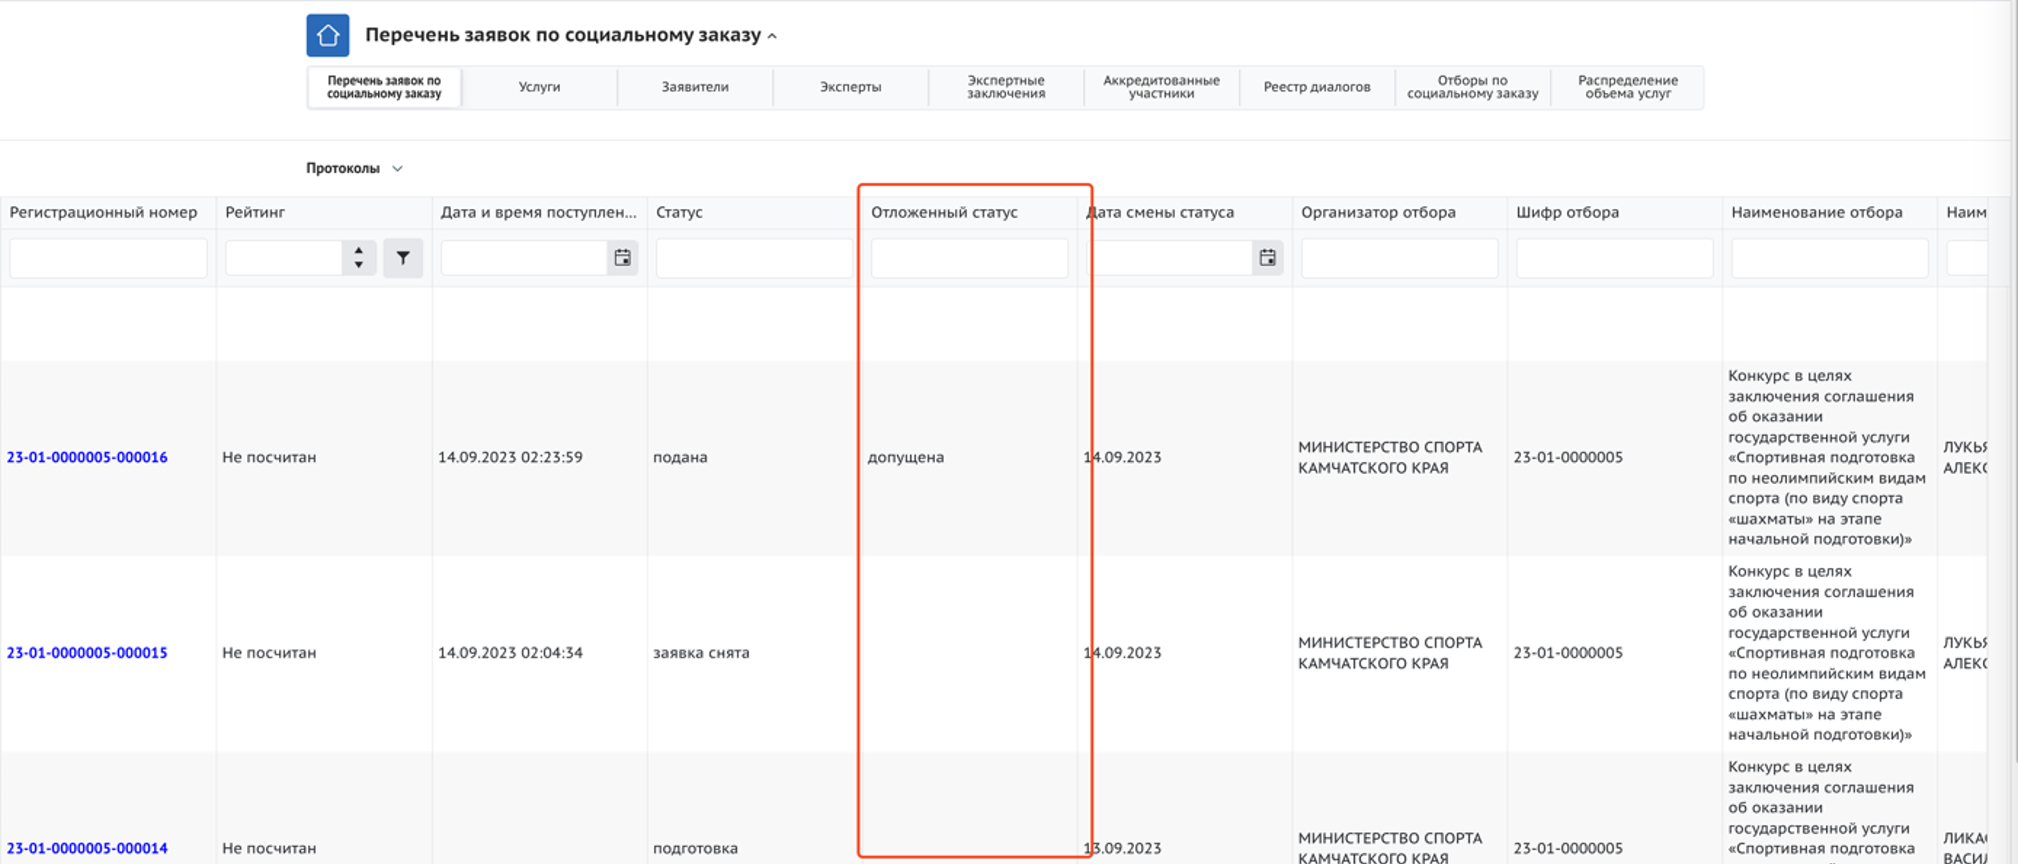 Перечень заявок по социальному заказу
Перечень заявок по
социальному заказу
Услуги
Заявители
Эксперты
Экспертные
заключения
Аккредитованные
участники
Реестр диалогов
Отборы по
социальному заказу
Распределение
объема услуг
Протоколы
Регистрационный номер
Рейтинг
Дата и время поступлен...
Статус
Отложенный статус
Дата смены статуса
Организатор отбора
Шифр отбора
Наименование отбора
Наим
23-01-0000005-000016
Не посчитан
14.09.2023 02:23:59
подана
допущена
14.09.2023
МИНИСТЕРСТВО СПОРТА
КАМЧАТСКОГО КРАЯ
23-01-0000005
Конкурс в целях
заключения соглашения
об оказании
государственной услуги
«Спортивная подготовка
по неолимпийским видам
спорта (по виду спорта
«шахматы» на этапе
начальной подготовки)»
ЛУКЬЯ
АЛЕКС
23-01-0000005-000015
Не посчитан
14.09.2023 02:04:34
заявка снята
14.09.2023
МИНИСТЕРСТВО СПОРТА
КАМЧАТСКОГО КРАЯ
23-01-0000005
Конкурс в целях
заключения соглашения
об оказании
государственной услуги
«Спортивная подготовка
по неолимпийским видам
спорта (по виду спорта
«шахматы» на этапе
начальной подготовки)»
ЛУКЬЯ
АЛЕКС
23-01-0000005-000014
Не посчитан
подготовка
13.09.2023
МИНИСТЕРСТВО СПОРТА
КАМЧАТСКОГО КРАЯ
23-01-0000005
Конкурс в целях
заключения соглашения
об оказании
государственной услуги
«Спортивная подготовка
ЛИКА
ВАСИЛ